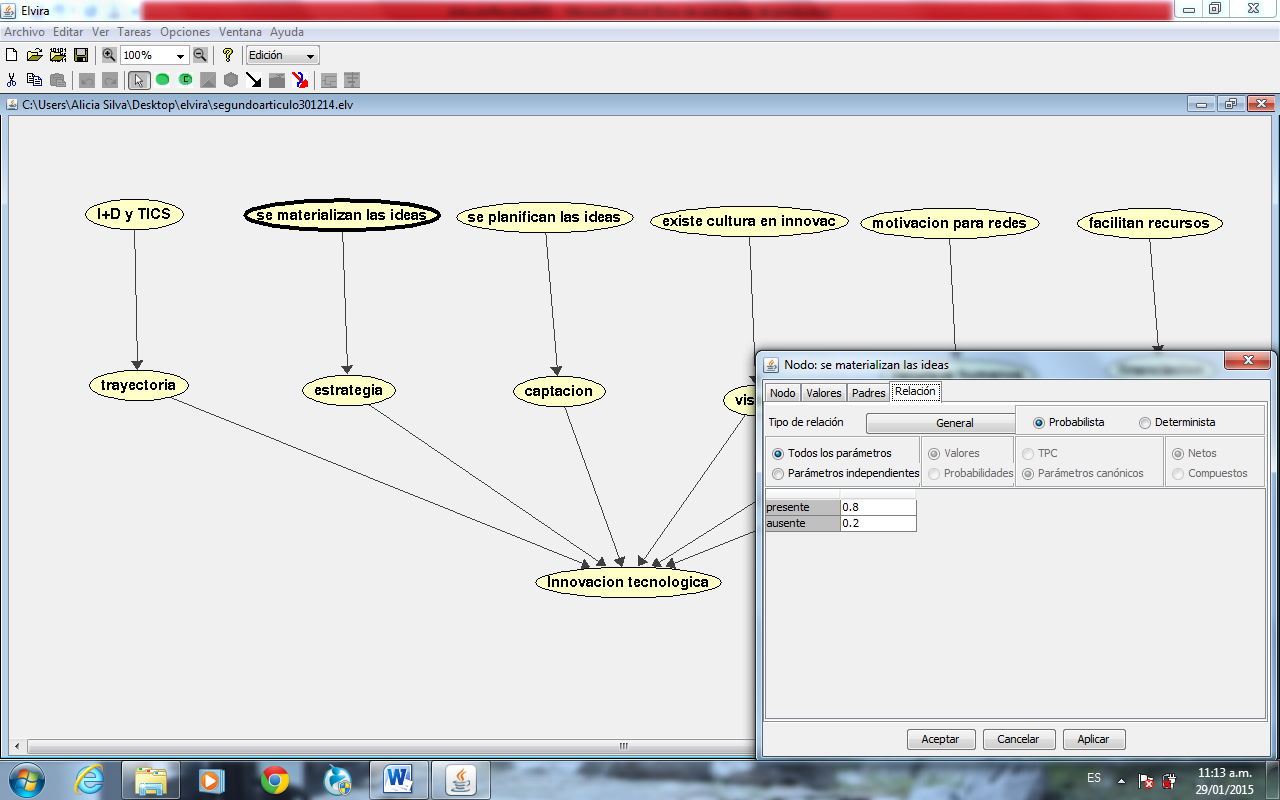 Elvira
Archivo Editar Ver Tareas Opciones Ventana Ayuda
100% Edición
C:\Users\Alicia Silva\Desktop\elvira\segundoarticulo301214.elv
I+D y TICS
se materializan las ideas
se planifican las ideas
existe cultura en innovac
motivacion para redes
facilitan recursos
trayectoria
estrategia
captacion
vis
Innovacion tecnologica
Nodo: se materializan las ideas
Nodo Valores Padres Relación
Tipo de relación General Probabilista Determinista
Todos los parámetros Valores TPC Netos
Parámetros independientes Probabilidades Parámetros canónicos Compuestos
presente 0.8
ausente 0.2
Aceptar Cancelar Aplicar
ES
11:13 a.m.
29/01/2015